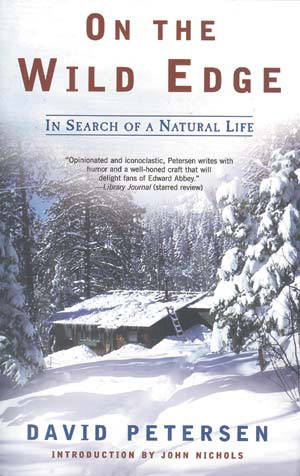 ON THE
WILD EDGE
IN SEARCH OF A NATURAL LIFE
"Opinionated and iconoclastic, Petersen writes with
humor and a well-honed craft that will
delight fans of Edward Abbey."
—Library Journal (starred review)
DAVID PETERSEN
INTRODUCTION BY JOHN NICHOLS